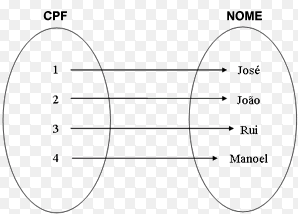 CPF NOME
1 José
2 João
3 Rui
4 Manoel